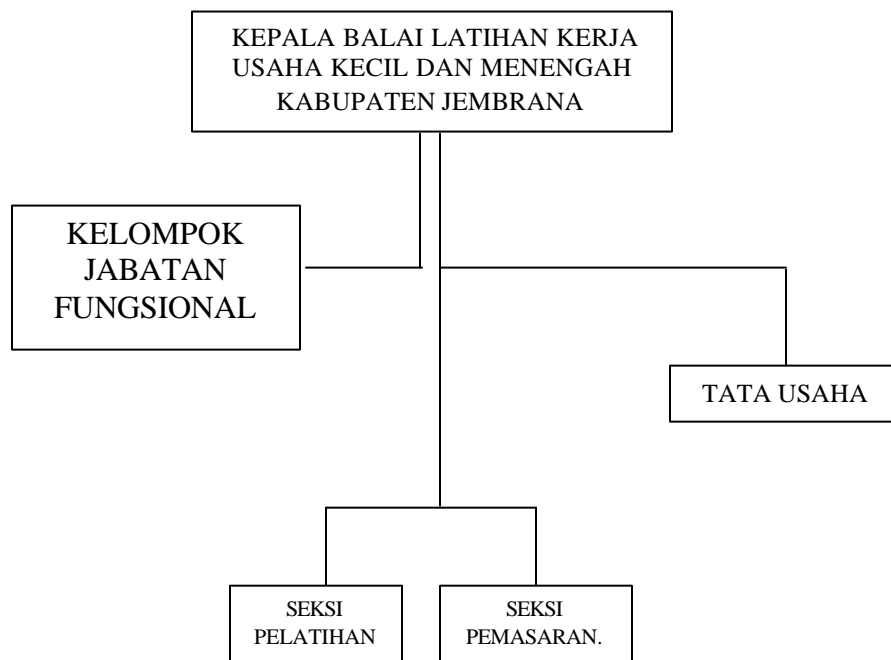 KEPALA BALAI LATIHAN KERJA
USAHA KECIL DAN MENENGAH
KABUPATEN JEMBRANA
KELOMPOK
JABATAN
FUNGSIONAL
TATA USAHA
SEKSI
PELATIHAN
SEKSI
PEMASARAN.